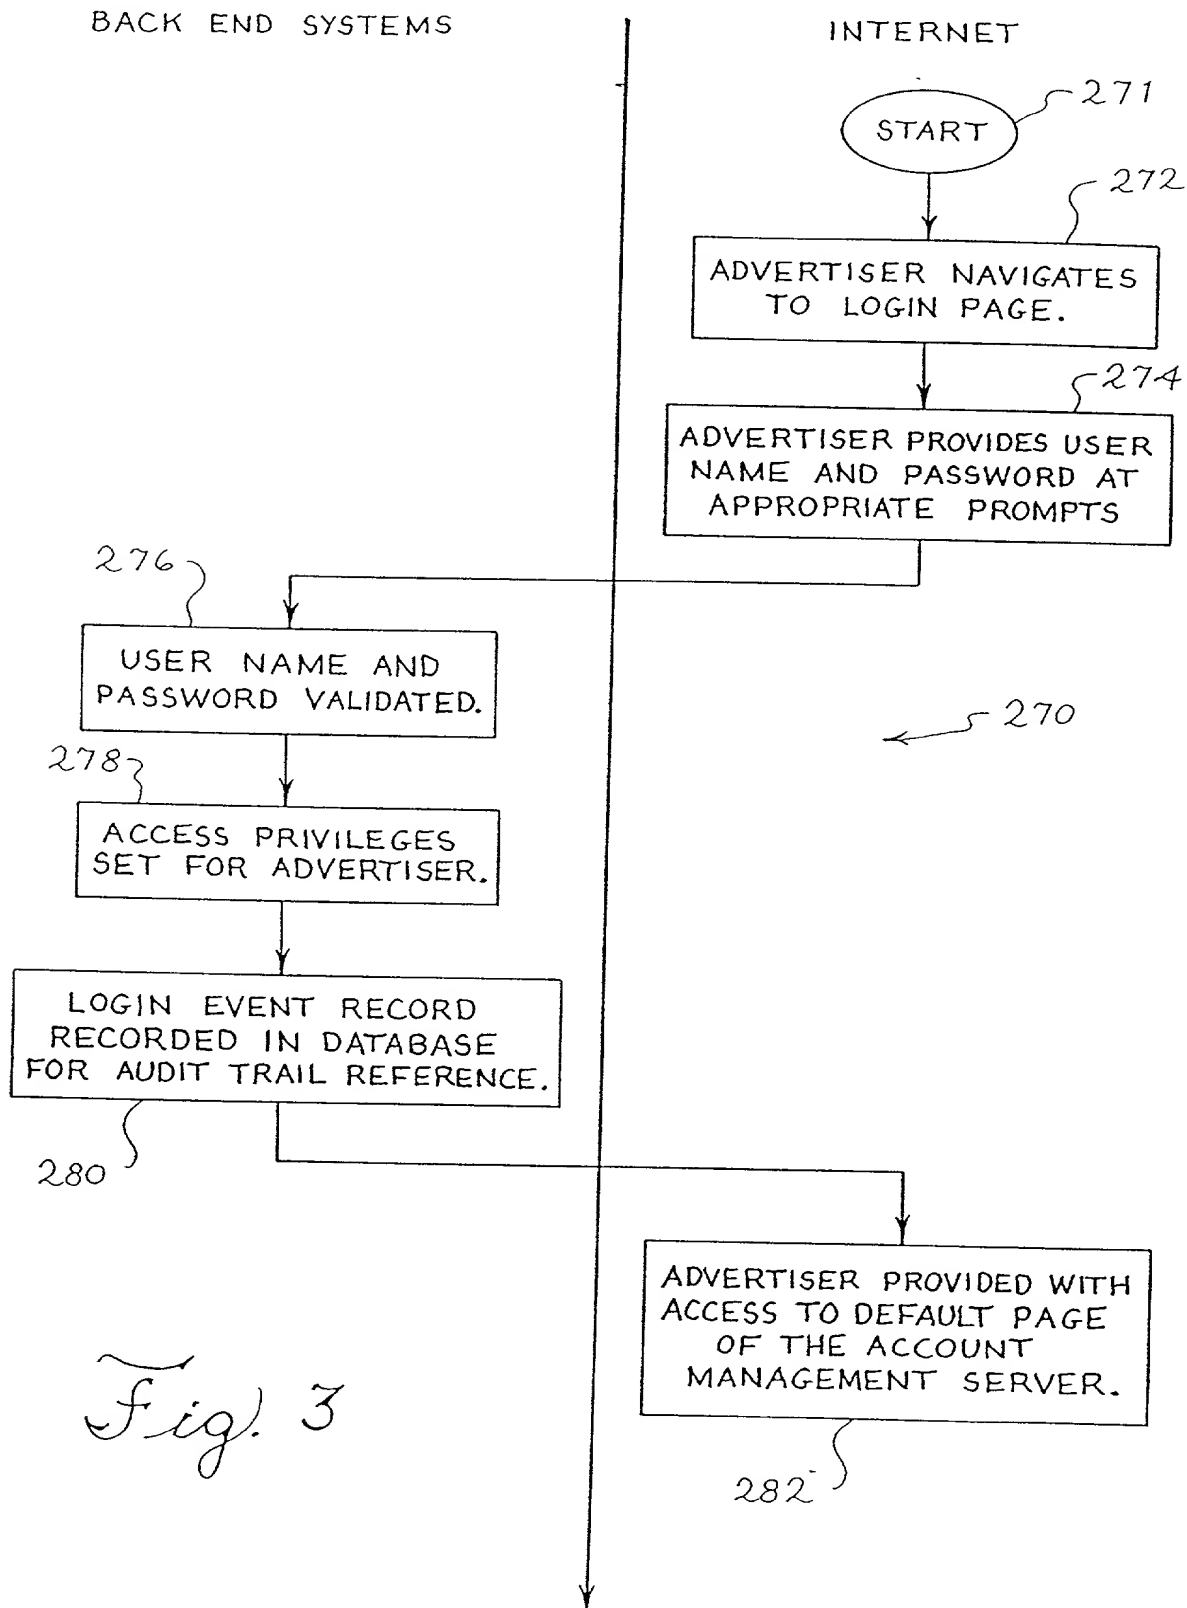 BACK END SYSTEMS
INTERNET
271
START
272
ADVERTISER NAVIGATES
TO LOGIN PAGE.
274
ADVERTISER PROVIDES USER
NAME AND PASSWORD AT
APPROPRIATE PROMPTS
276
USER NAME AND
PASSWORD VALIDATED.
270
278
ACCESS PRIVILEGES
SET FOR ADVERTISER.
LOGIN EVENT RECORD
RECORDED IN DATABASE
FOR AUDIT TRAIL REFERENCE.
280
ADVERTISER PROVIDED WITH
ACCESS TO DEFAULT PAGE
OF THE ACCOUNT
MANAGEMENT SERVER.
282
Fig. 3